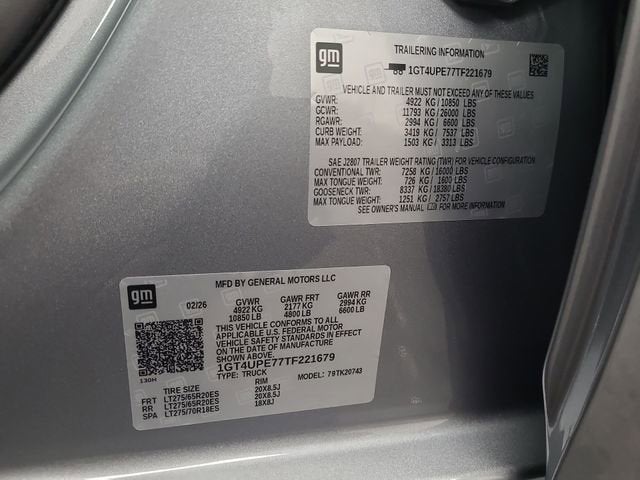 gm
TRAILERING INFORMATION
1GT4UPE77TF221679
VEHICLE AND TRAILER MUST NOT EXCEED ANY OF THESE VALUES
GVWR: 4922 KG/10850 LBS
GCWR: 11793 KG/26000 LBS
RGAWR: 2994 KG/ 6600 LBS
CURB WEIGHT: 3419 KG/ 7537 LBS
MAX PAYLOAD: 1503 KG/ 3313 LBS
SAE J2807 TRAILER WEIGHT RATING (TWR) FOR VEHICLE CONFIGURATION
CONVENTIONAL TWR: 7258 KG/16000 LBS
MAX TONGUE WEIGHT: 726 KG/ 1600 LBS
GOOSENECK TWR: 8337 KG/18380 LBS
MAX TONGUE WEIGHT: 1251 KG/ 2757 LBS
SEE OWNER'S MANUAL FOR MORE INFORMATION
gm
MFD BY GENERAL MOTORS LLC
02/26 GVWR GAWR FRT GAWR RR
4922 KG 2177 KG 2994 KG
10850 LB 4800 LB 6600 LB
THIS VEHICLE CONFORMS TO ALL
APPLICABLE U.S. FEDERAL MOTOR
VEHICLE SAFETY STANDARDS IN EFFECT
ON THE DATE OF MANUFACTURE
1GT4UPE77TF221679
130H TYPE: TRUCK MODEL: 79TK20743
TIRE SIZE RIM
FRT LT275/65R20ES 20X8.5J
RR LT275/65R20ES 20X8.5J
SPA LT275/70R18ES 18X8J